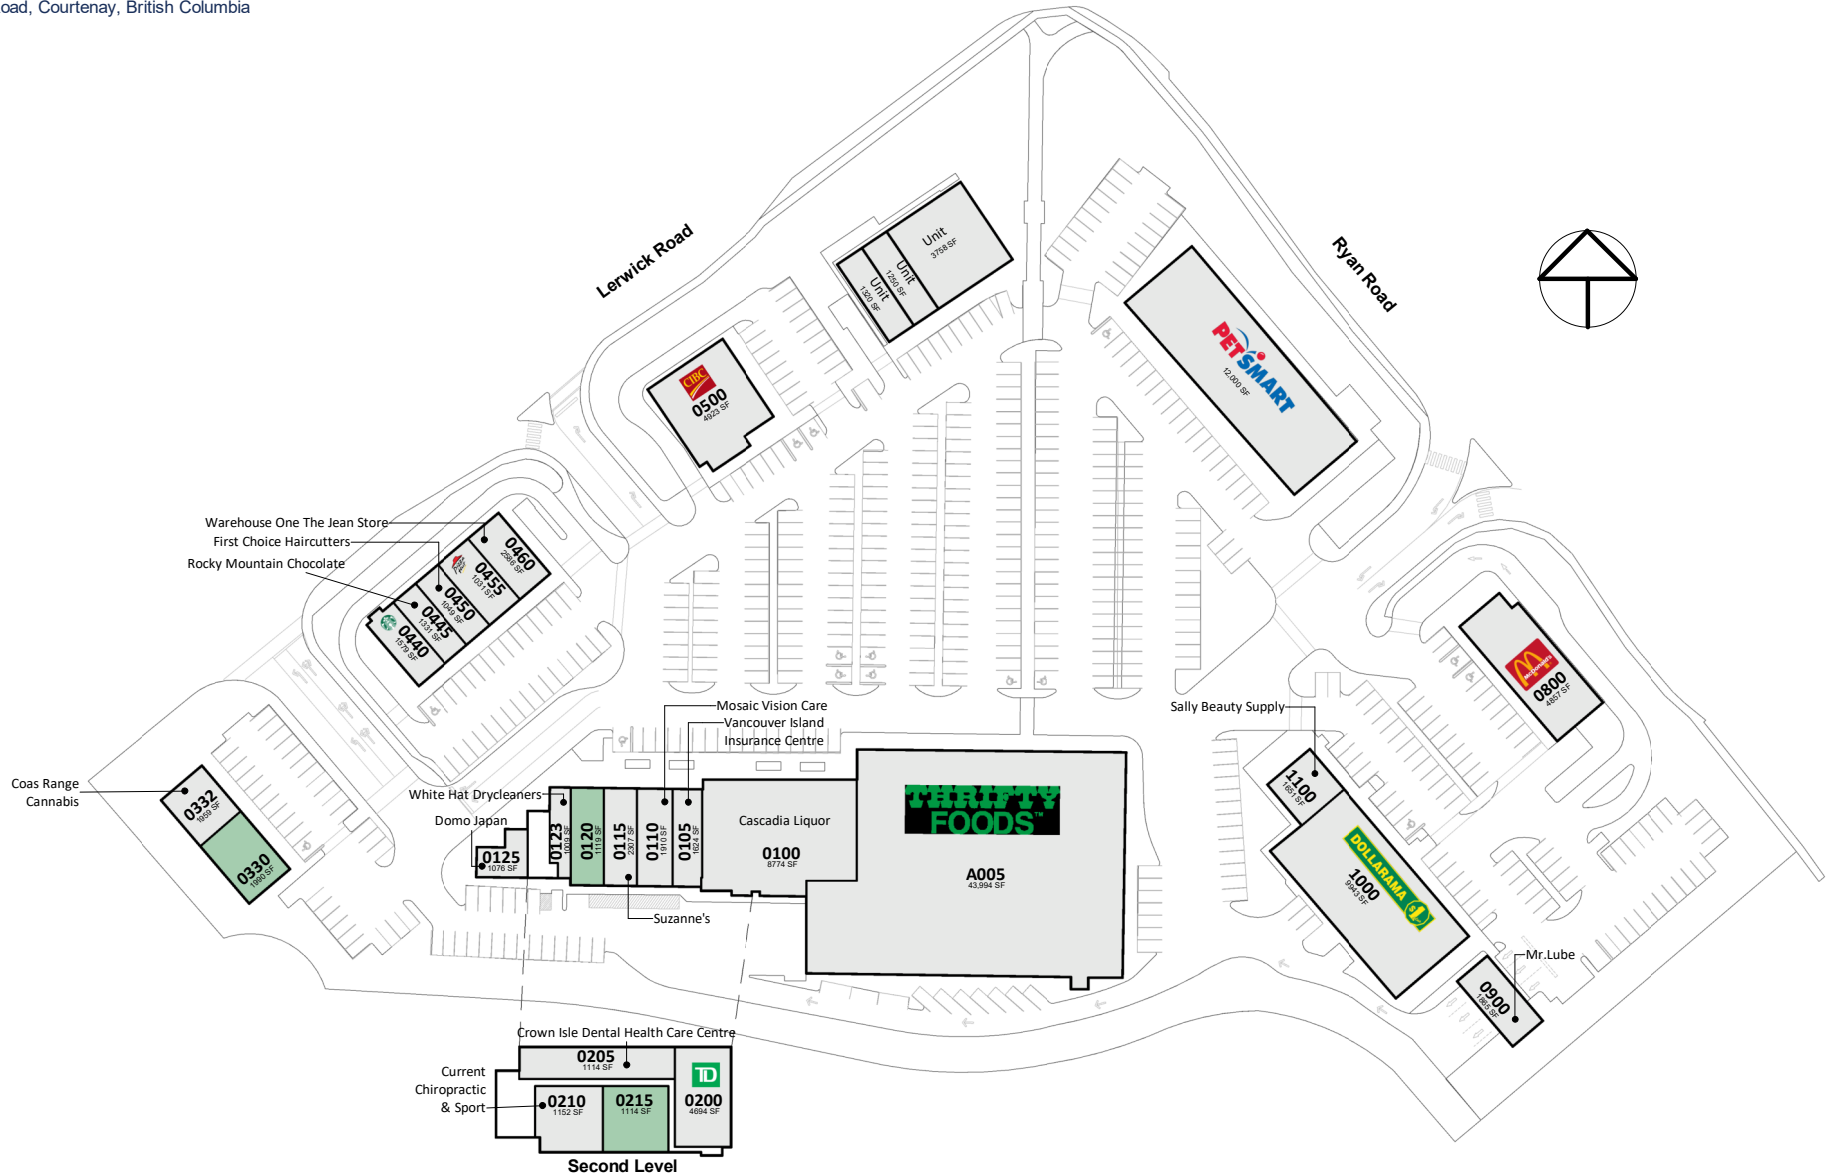 oad, Courtenay, British Columbia
Lerwick Road
Ryan Road
Unit
3758 SF
Unit
1250 SF
Unit
1320 SF
PETSMART
12,000 SF
CIBC
0500
4923 SF
Warehouse One The Jean Store
First Choice Haircutters
Rocky Mountain Chocolate
0460
2586 SF
0455
1031 SF
0450
1049 SF
0445
1331 SF
0440
1579 SF
McDonald's
0800
4857 SF
Mosaic Vision Care
Vancouver Island
Insurance Centre
Sally Beauty Supply
1100
1651 SF
Coas Range
Cannabis
0332
1959 SF
0330
1990 SF
White Hat Drycleaners
Domo Japan
0125
1076 SF
0123
1009 SF
0120
1119 SF
0115
2307 SF
0110
1910 SF
0105
1624 SF
Cascadia Liquor
0100
8774 SF
THRIFTY
FOODS™
A005
43,994 SF
DOLLARAMA
1000
9943 SF
Suzanne's
Mr.Lube
0900
1865 SF
Crown Isle Dental Health Care Centre
0205
1114 SF
TD
0200
4694 SF
Current
Chiropractic
& Sport
0210
1152 SF
0215
1114 SF
Second Level